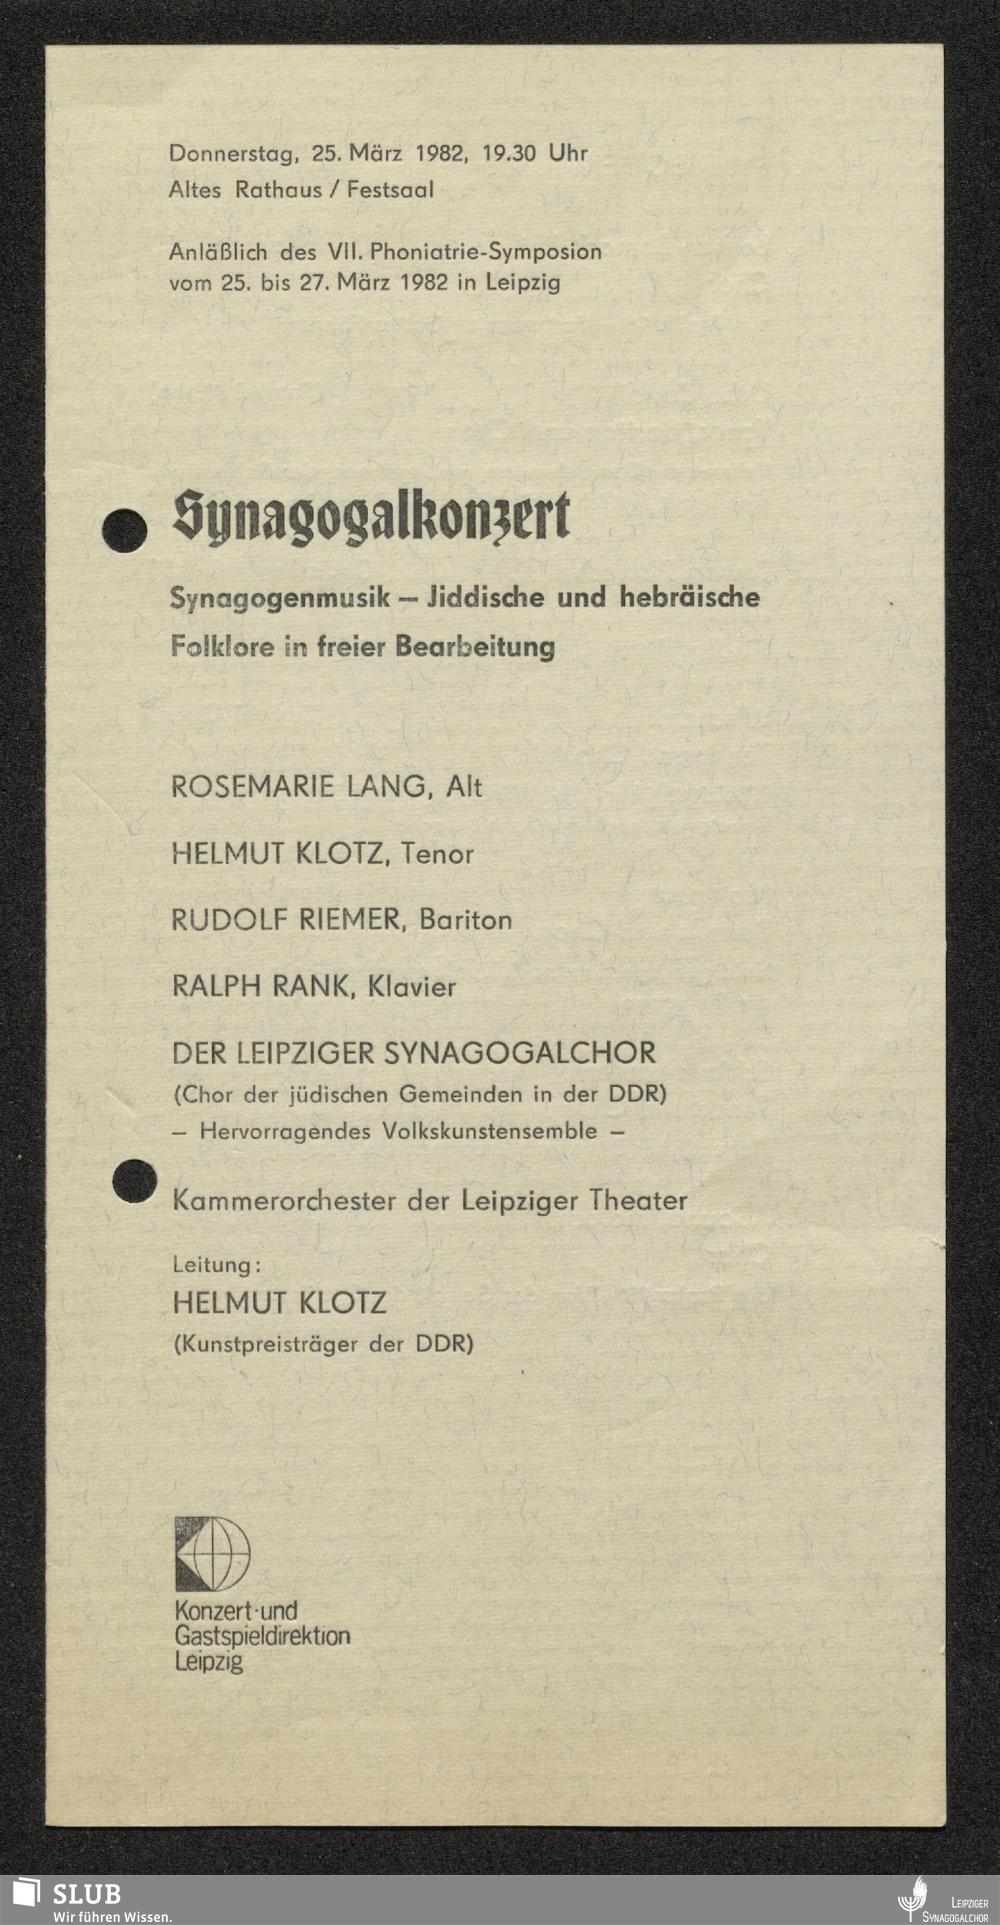 Donnerstag, 25. März 1982, 19.30 Uhr
Altes Rathaus / Festsaal
Anläßlich des VII. Phoniatrie-Symposion
vom 25. bis 27. März 1982 in Leipzig
Synagogalkonzert
Synagogenmusik – Jiddische und hebräische
Folklore in freier Bearbeitung
ROSEMARIE LANG, Alt
HELMUT KLOTZ, Tenor
RUDOLF RIEMER, Bariton
RALPH RANK, Klavier
DER LEIPZIGER SYNAGOGALCHOR
(Chor der jüdischen Gemeinden in der DDR)
– Hervorragendes Volkskunstensemble –
Kammerorchester der Leipziger Theater
Leitung:
HELMUT KLOTZ
(Kunstpreisträger der DDR)
Konzert-und
Gastspieldirektion
Leipzig
SLUB
Wir führen Wissen.
LEIPZIGER
SYNAGOGALCHOR